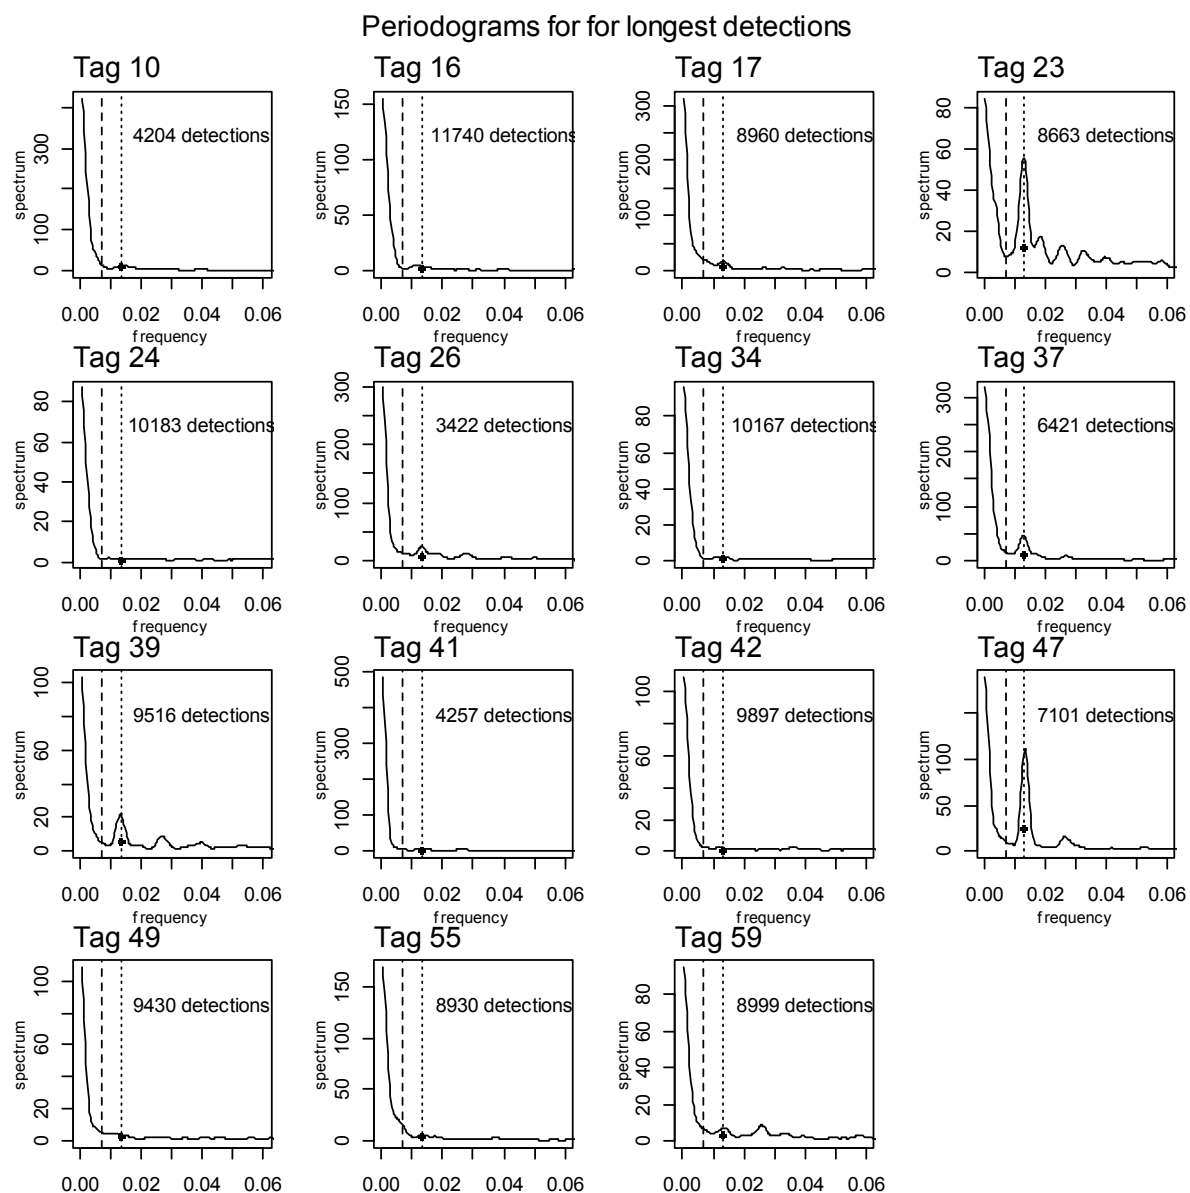 Periodograms for for longest detections
Tag 10
Tag 16
Tag 17
Tag 23
spectrum
0 100 300
4204 detections
spectrum
0 50 100 150
11740 detections
spectrum
0 100 200 300
8960 detections
spectrum
0 20 40 60 80
8663 detections
0.00 0.02 0.04 0.06
0.00 0.02 0.04 0.06
0.00 0.02 0.04 0.06
0.00 0.02 0.04 0.06
frequency
frequency
frequency
frequency
Tag 24
Tag 26
Tag 34
Tag 37
spectrum
0 20 40 60 80
10183 detections
spectrum
0 100 200 300
3422 detections
spectrum
0 20 40 60 80
10167 detections
spectrum
0 100 200 300
6421 detections
0.00 0.02 0.04 0.06
0.00 0.02 0.04 0.06
0.00 0.02 0.04 0.06
0.00 0.02 0.04 0.06
frequency
frequency
frequency
frequency
Tag 39
Tag 41
Tag 42
Tag 47
spectrum
0 20 60 100
9516 detections
spectrum
0 100 300 500
4257 detections
spectrum
0 20 60 100
9897 detections
spectrum
0 50 100
7101 detections
0.00 0.02 0.04 0.06
0.00 0.02 0.04 0.06
0.00 0.02 0.04 0.06
0.00 0.02 0.04 0.06
frequency
frequency
frequency
frequency
Tag 49
Tag 55
Tag 59
spectrum
0 20 60 100
9430 detections
spectrum
0 50 100 150
8930 detections
spectrum
0 20 40 60 80
8999 detections
0.00 0.02 0.04 0.06
0.00 0.02 0.04 0.06
0.00 0.02 0.04 0.06